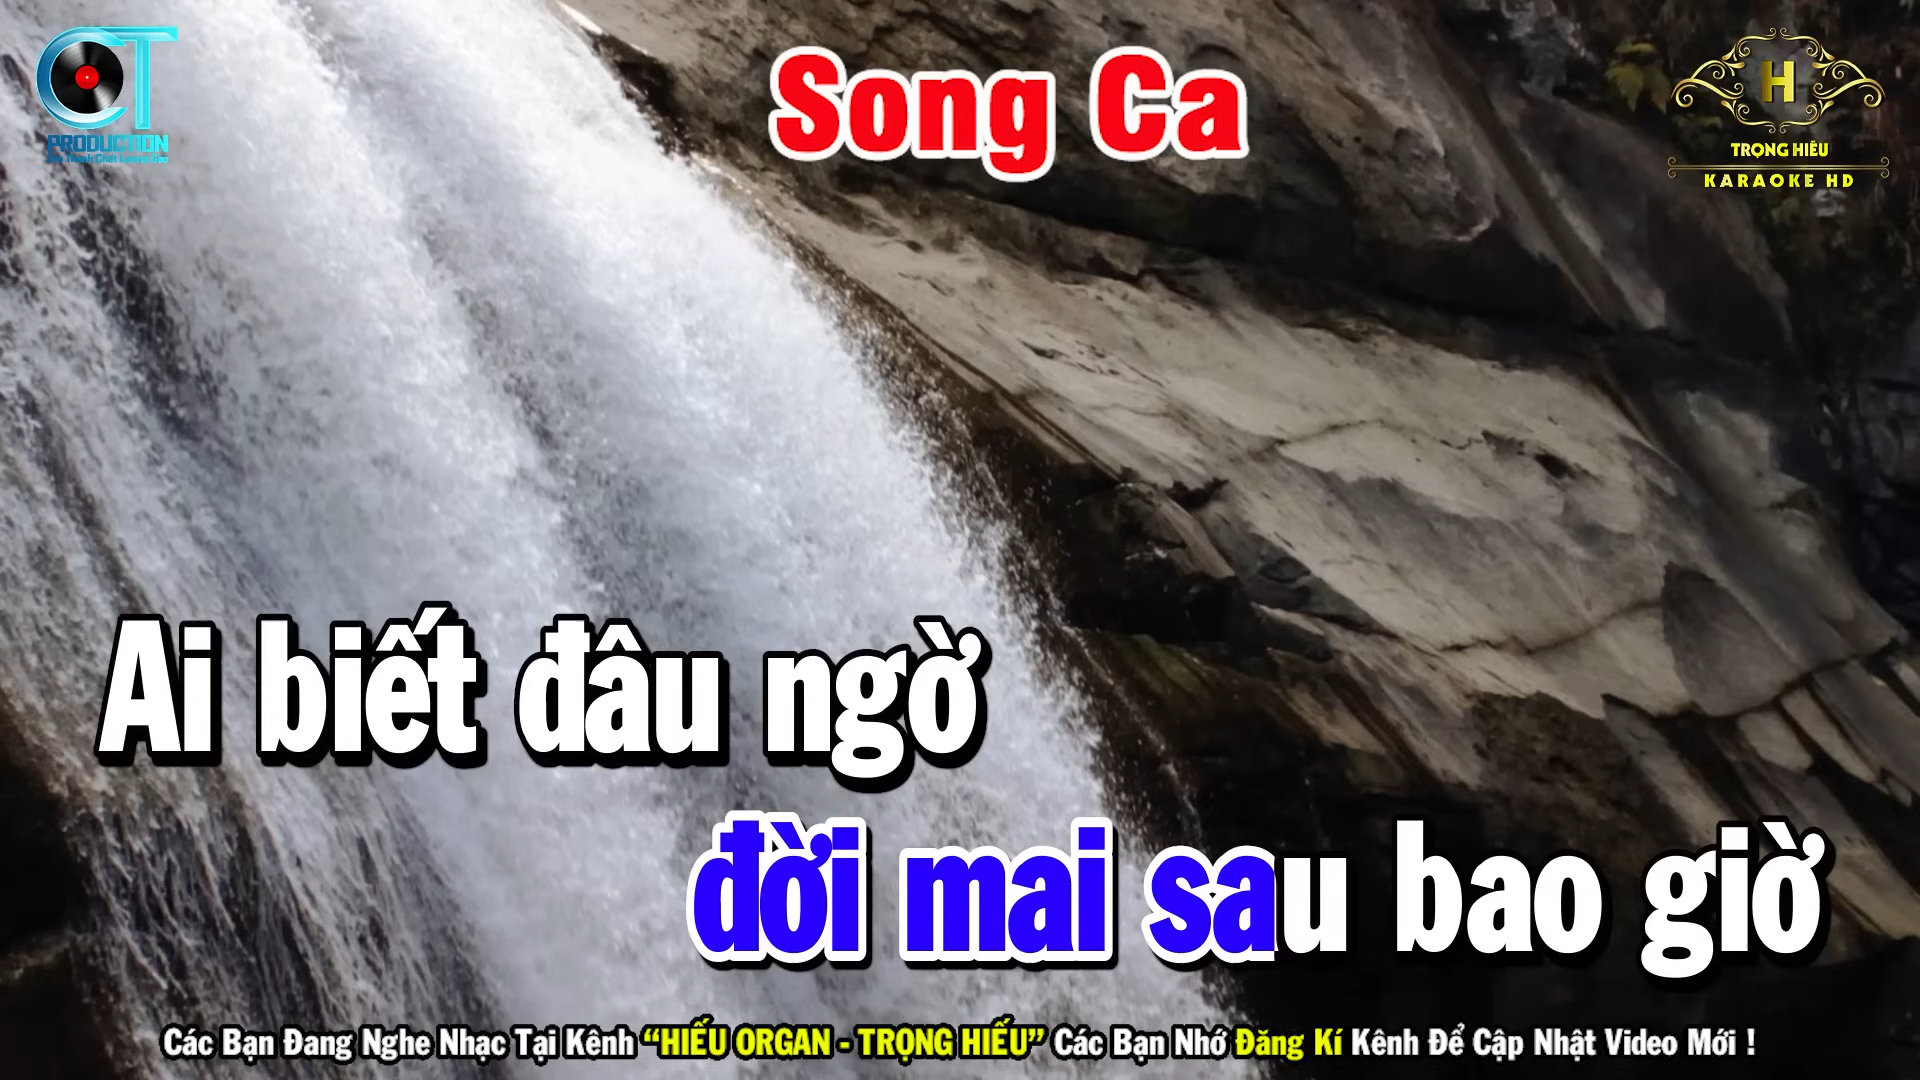 CT
PRODUCTION
Song Ca
H
TRỌNG HIẾU
KARAOKE HD
Ai biết đâu ngờ
đời mai sau bao giờ
Các Bạn Đang Nghe Nhạc Tại Kênh “HIẾU ORGAN - TRỌNG HIẾU” Các Bạn Nhớ Đăng Kí Kênh Để Cập Nhật Video Mới !